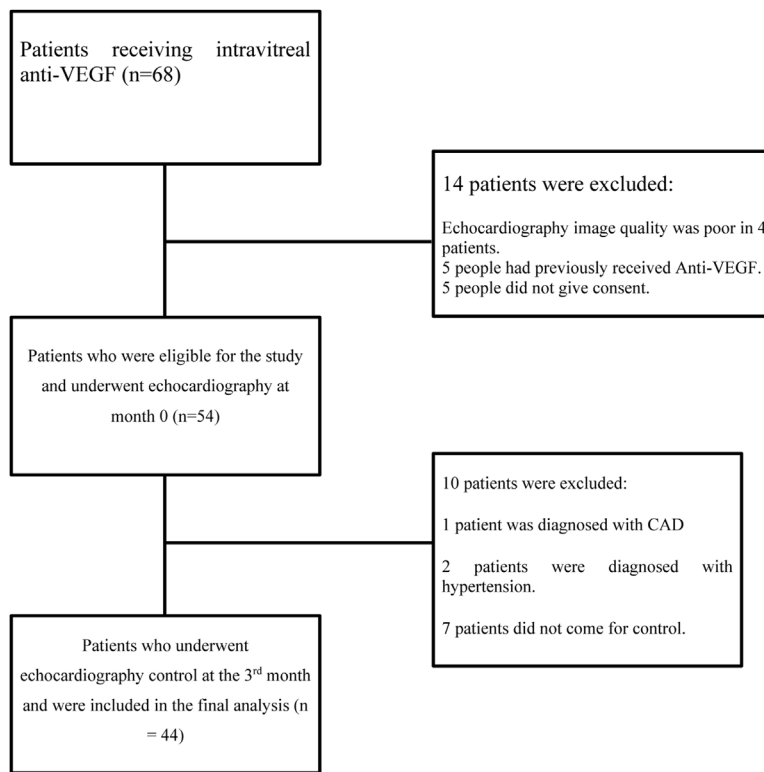 Patients receiving intravitreal
anti-VEGF (n=68)
14 patients were excluded:
Echocardiography image quality was poor in 4
patients.
5 people had previously received Anti-VEGF.
5 people did not give consent.
Patients who were eligible for the study
and underwent echocardiography at
month 0 (n=54)
10 patients were excluded:
1 patient was diagnosed with CAD
2 patients were diagnosed with
hypertension.
7 patients did not come for control.
Patients who underwent
echocardiography control at the 3rd month
and were included in the final analysis (n
= 44)